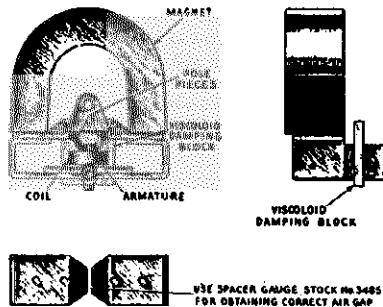 MAGNET
POLE
PIECES
VISCOLOID
DAMPING
BLOCK
COIL
ARMATURE
VISCOLOID
DAMPING BLOCK
USE SPACER GAUGE STOCK No. 3485
FOR OBTAINING CORRECT AIR GAP